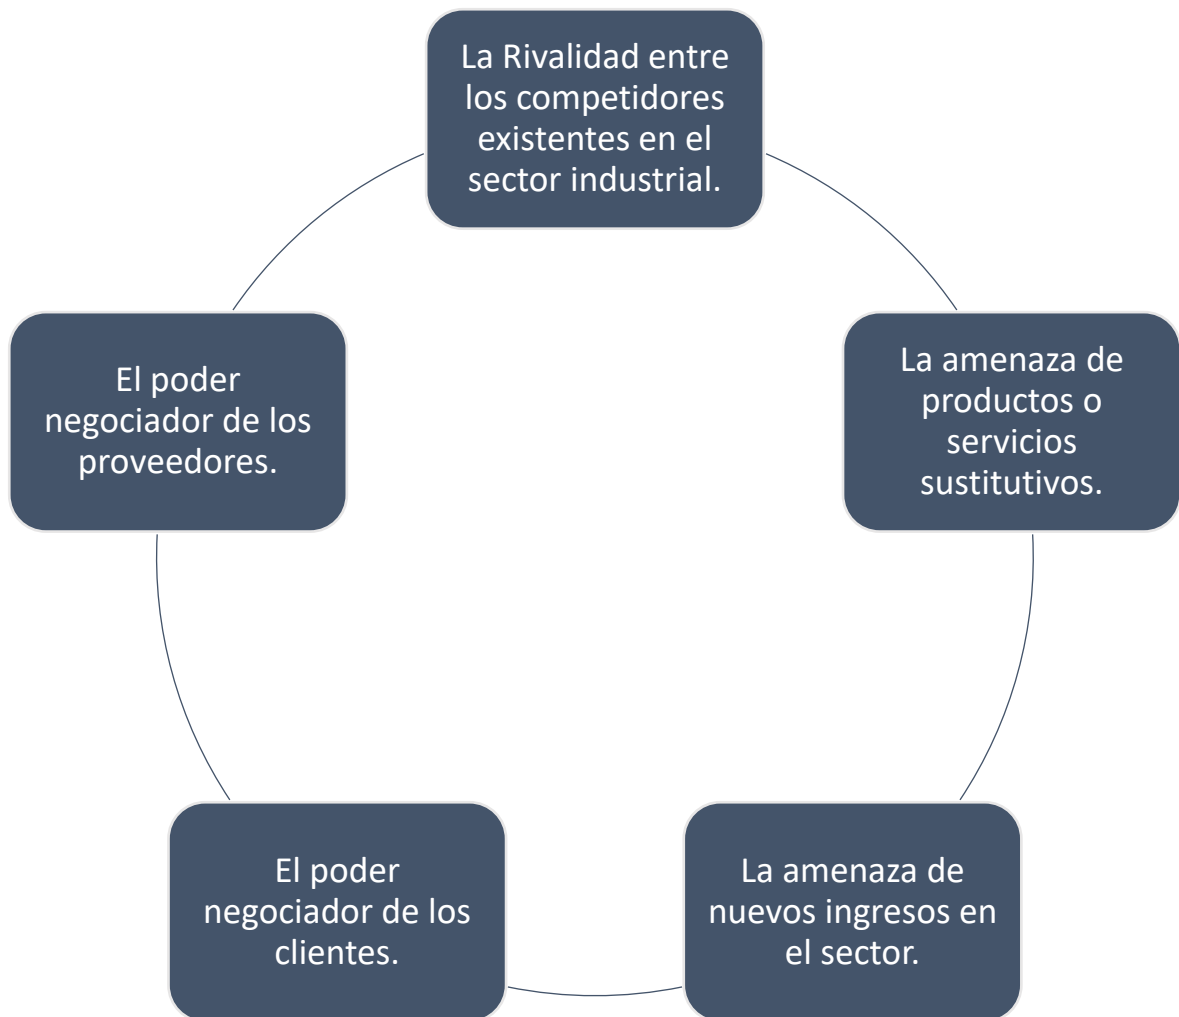 La Rivalidad entre
los competidores
existentes en el
sector industrial.
La amenaza de
productos o
servicios
sustitutivos.
La amenaza de
nuevos ingresos en
el sector.
El poder
negociador de los
clientes.
El poder
negociador de los
proveedores.